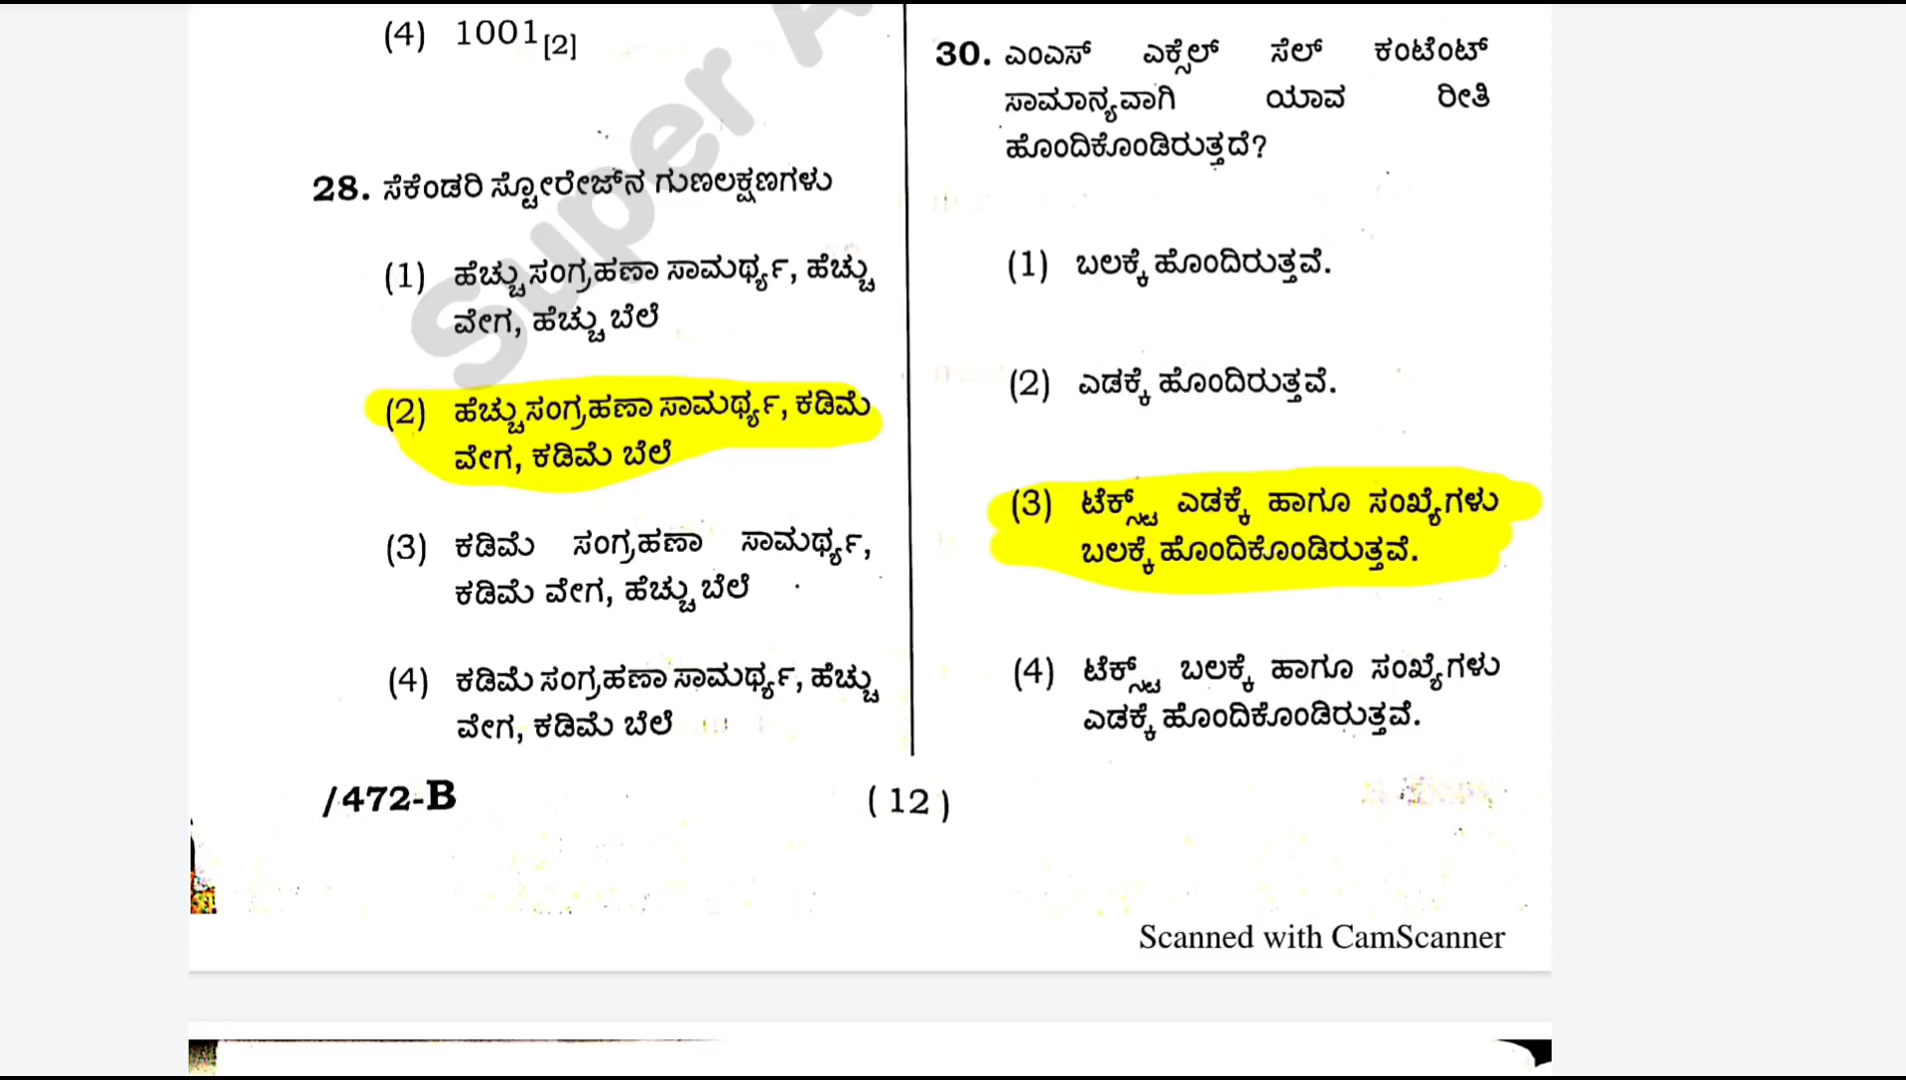 (4) 1001[2]
28. ಸೆಕೆಂಡರಿ ಸ್ಟೋರೇಜ್‌ನ ಗುಣಲಕ್ಷಣಗಳು
(1) ಹೆಚ್ಚು ಸಂಗ್ರಹಣಾ ಸಾಮರ್ಥ್ಯ, ಹೆಚ್ಚು
ವೇಗ, ಹೆಚ್ಚು ಬೆಲೆ
(2) ಹೆಚ್ಚು ಸಂಗ್ರಹಣಾ ಸಾಮರ್ಥ್ಯ, ಕಡಿಮೆ
ವೇಗ, ಕಡಿಮೆ ಬೆಲೆ
(3) ಕಡಿಮೆ ಸಂಗ್ರಹಣಾ ಸಾಮರ್ಥ್ಯ,
ಕಡಿಮೆ ವೇಗ, ಹೆಚ್ಚು ಬೆಲೆ
(4) ಕಡಿಮೆ ಸಂಗ್ರಹಣಾ ಸಾಮರ್ಥ್ಯ, ಹೆಚ್ಚು
ವೇಗ, ಕಡಿಮೆ ಬೆಲೆ
30. ಎಂಎಸ್ ಎಕ್ಸೆಲ್ ಸೆಲ್ ಕಂಟೆಂಟ್
ಸಾಮಾನ್ಯವಾಗಿ ಯಾವ ರೀತಿ
ಹೊಂದಿಕೊಂಡಿರುತ್ತದೆ?
(1) ಬಲಕ್ಕೆ ಹೊಂದಿರುತ್ತವೆ.
(2) ಎಡಕ್ಕೆ ಹೊಂದಿರುತ್ತವೆ.
(3) ಟೆಕ್ಸ್ಟ್ ಎಡಕ್ಕೆ ಹಾಗೂ ಸಂಖ್ಯೆಗಳು
ಬಲಕ್ಕೆ ಹೊಂದಿಕೊಂಡಿರುತ್ತವೆ.
(4) ಟೆಕ್ಸ್ಟ್ ಬಲಕ್ಕೆ ಹಾಗೂ ಸಂಖ್ಯೆಗಳು
ಎಡಕ್ಕೆ ಹೊಂದಿಕೊಂಡಿರುತ್ತವೆ.
/472-B
(12)
Super
Scanned with CamScanner